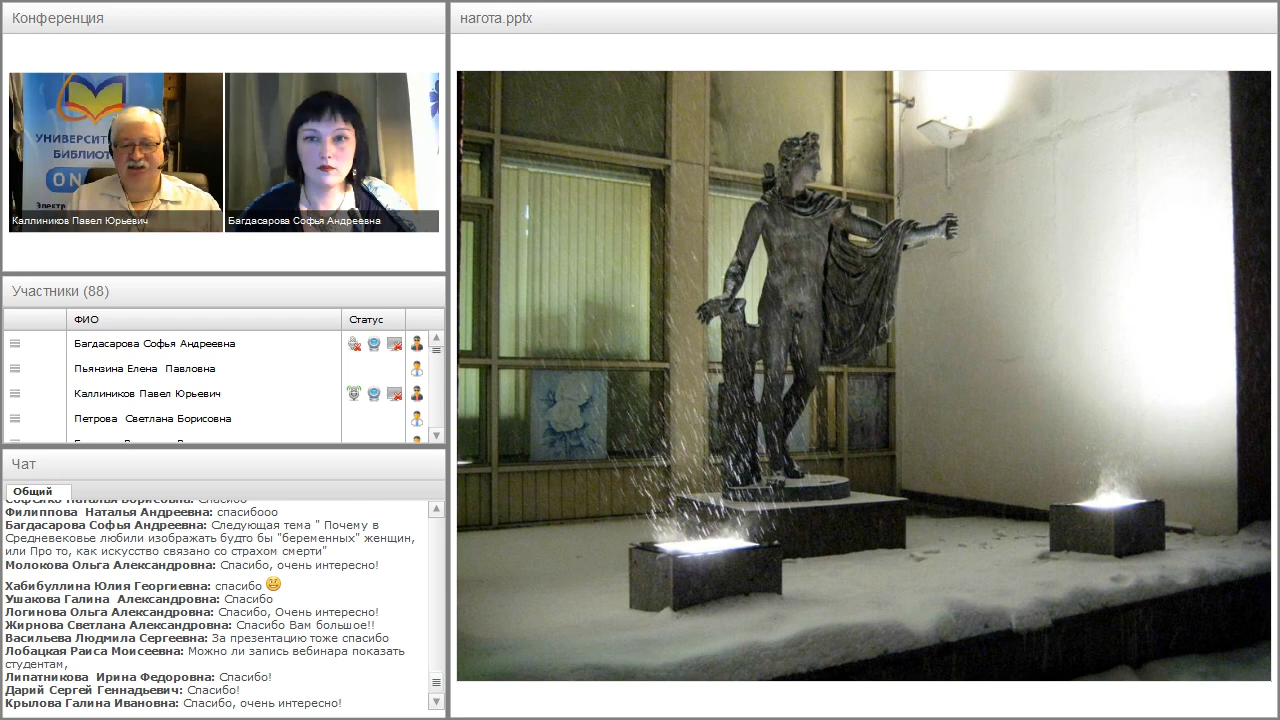 Конференция
нагота.pptx
УНИВЕРСИТ
БИБЛИОТ
ON
Электр
Каллиников Павел Юрьевич
Багдасарова Софья Андреевна
Участники (88)
ФИО
Статус
Багдасарова Софья Андреевна
Пьянзина Елена Павловна
Каллиников Павел Юрьевич
Петрова Светлана Борисовна
Чат
Общий
Софейко Наталья Борисовна: Спасибо
Филиппова Наталья Андреевна: спасибооо
Багдасарова Софья Андреевна: Следующая тема " Почему в
Средневековье любили изображать будто бы "беременных" женщин,
или Про то, как искусство связано со страхом смерти"
Молокова Ольга Александровна: Спасибо, очень интересно!
Хабибуллина Юлия Георгиевна: спасибо
Ушакова Галина Александровна: Спасибо
Логинова Ольга Александровна: Спасибо, Очень интересно!
Жирнова Светлана Александровна: Спасибо Вам большое!!
Васильева Людмила Сергеевна: За презентацию тоже спасибо
Лобацкая Раиса Моисеевна: Можно ли запись вебинара показать
студентам,
Липатникова Ирина Федоровна: Спасибо!
Дарий Сергей Геннадьевич: Спасибо!
Крылова Галина Ивановна: Спасибо, очень интересно!